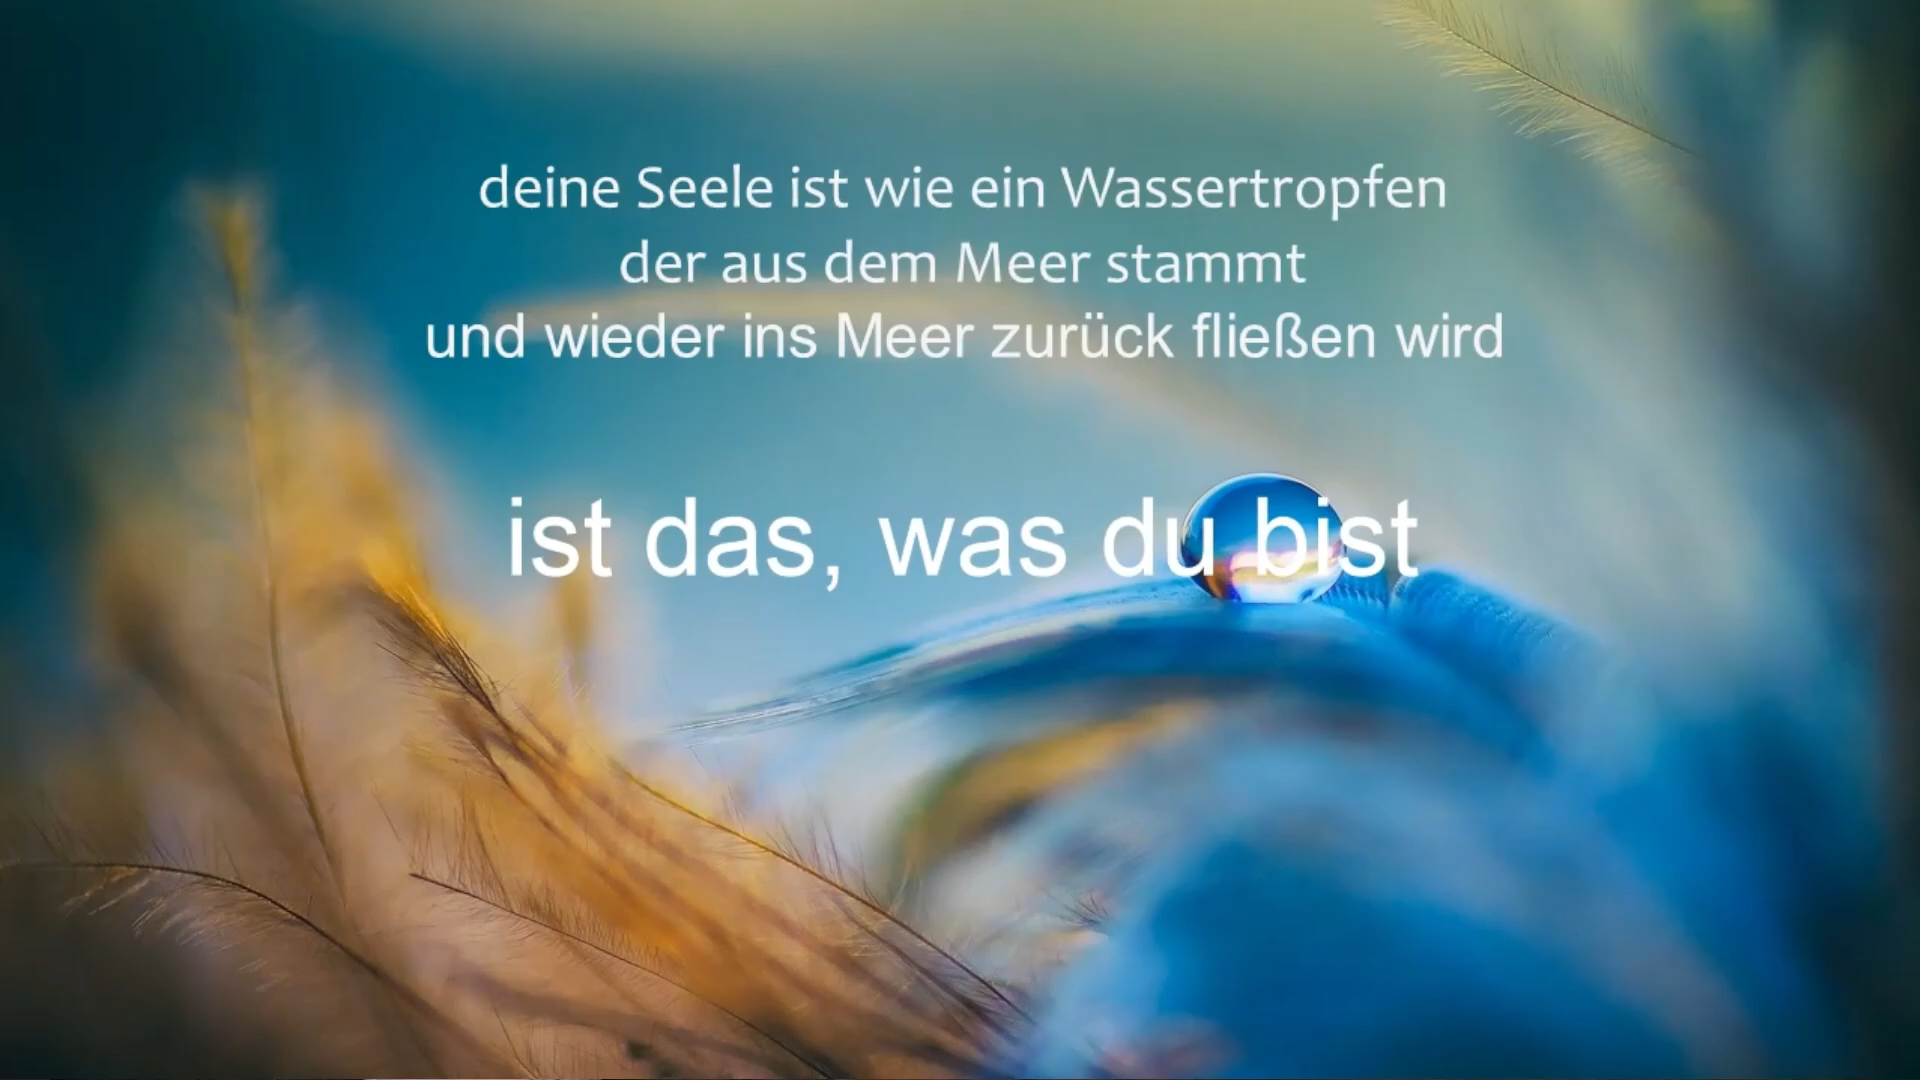 deine Seele ist wie ein Wassertropfen
der aus dem Meer stammt
und wieder ins Meer zurück fließen wird
ist das, was du bist